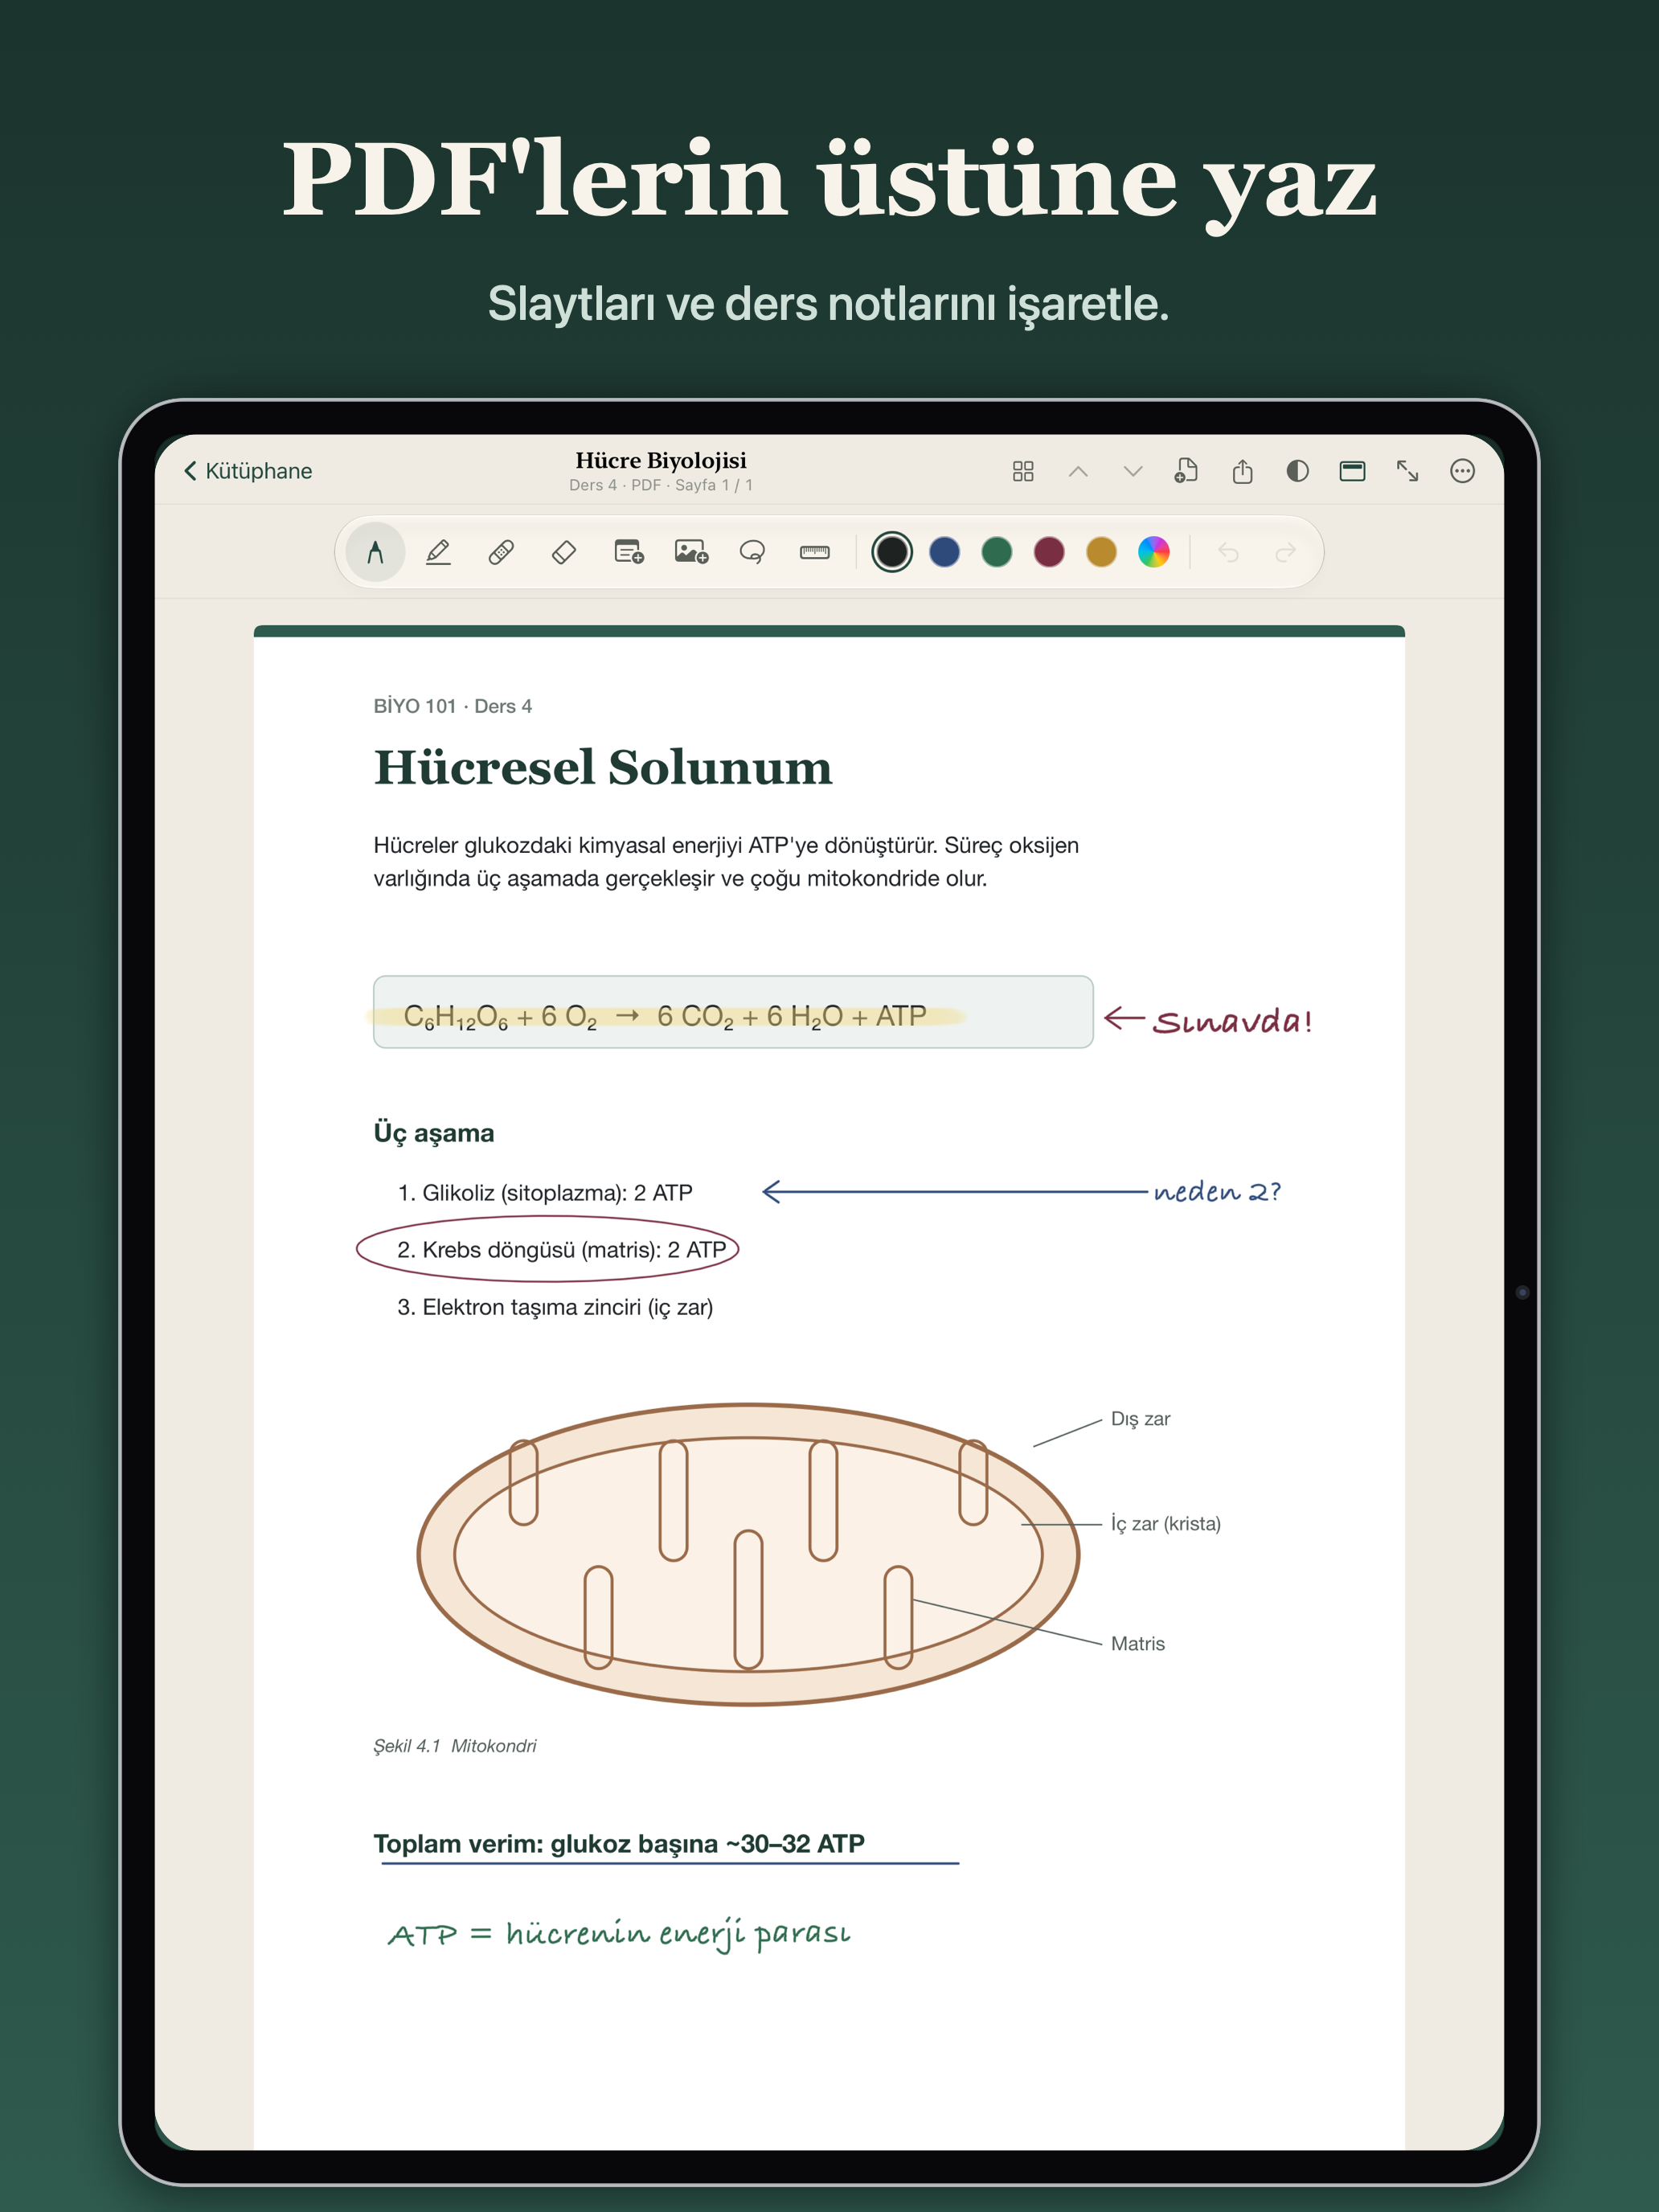 PDF'lerin üstüne yaz
Slaytları ve ders notlarını işaretle.
Kütüphane
Hücre Biyolojisi
Ders 4 · PDF · Sayfa 1 / 1
BİYO 101 · Ders 4
Hücresel Solunum
Hücreler glukozdaki kimyasal enerjiyi ATP'ye dönüştürür. Süreç oksijen
varlığında üç aşamada gerçekleşir ve çoğu mitokondride olur.
C₆H₁₂O₆ + 6 O₂ → 6 CO₂ + 6 H₂O + ATP
← Sınavda!
Üç aşama
1. Glikoliz (sitoplazma): 2 ATP
neden 2?
2. Krebs döngüsü (matris): 2 ATP
3. Elektron taşıma zinciri (iç zar)
Dış zar
İç zar (krista)
Matris
Şekil 4.1 Mitokondri
Toplam verim: glukoz başına ~30–32 ATP
ATP = hücrenin enerji parası